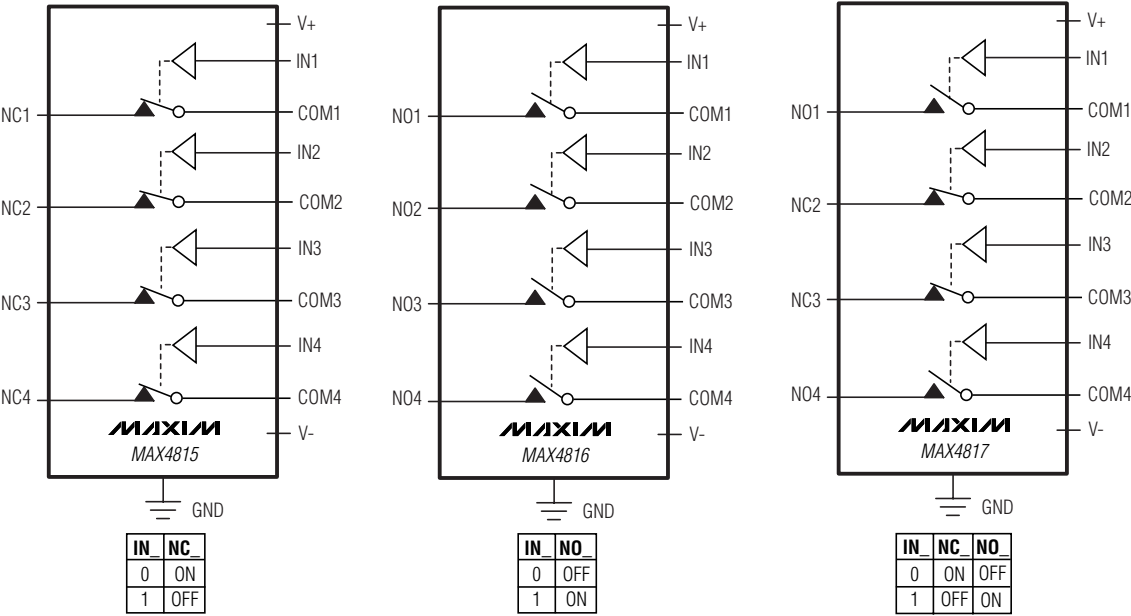 V+
IN1
NC1
COM1
IN2
NC2
COM2
IN3
NC3
COM3
IN4
NC4
COM4
MAXIM
V-
MAX4815
GND
IN_ NC_
0 ON
1 OFF
V+
IN1
NO1
COM1
IN2
NO2
COM2
IN3
NO3
COM3
IN4
NO4
COM4
MAXIM
V-
MAX4816
GND
IN_ NO_
0 OFF
1 ON
V+
IN1
NO1
COM1
IN2
NC2
COM2
IN3
NC3
COM3
IN4
NO4
COM4
MAXIM
V-
MAX4817
GND
IN_ NC_ NO_
0 ON OFF
1 OFF ON